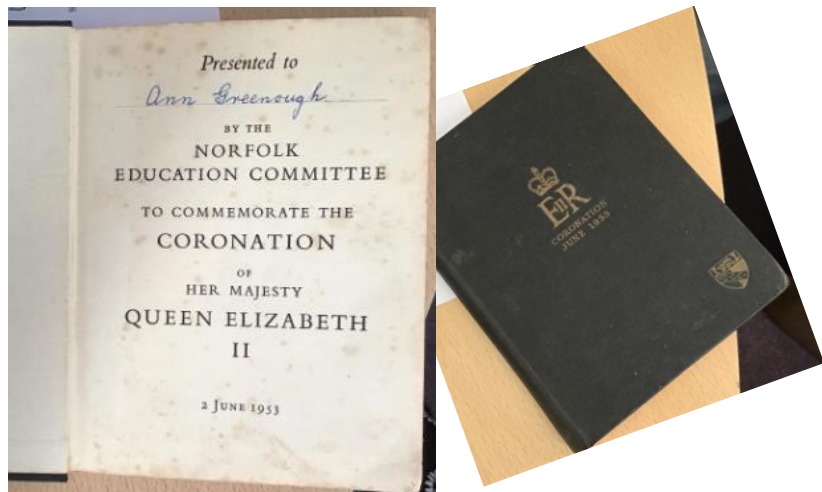 Presented to
Ann Greenough
BY THE
NORFOLK
EDUCATION COMMITTEE
TO COMMEMORATE THE
CORONATION
OF
HER MAJESTY
QUEEN ELIZABETH
II
2 JUNE 1953
EIIR
CORONATION
JUNE 1953